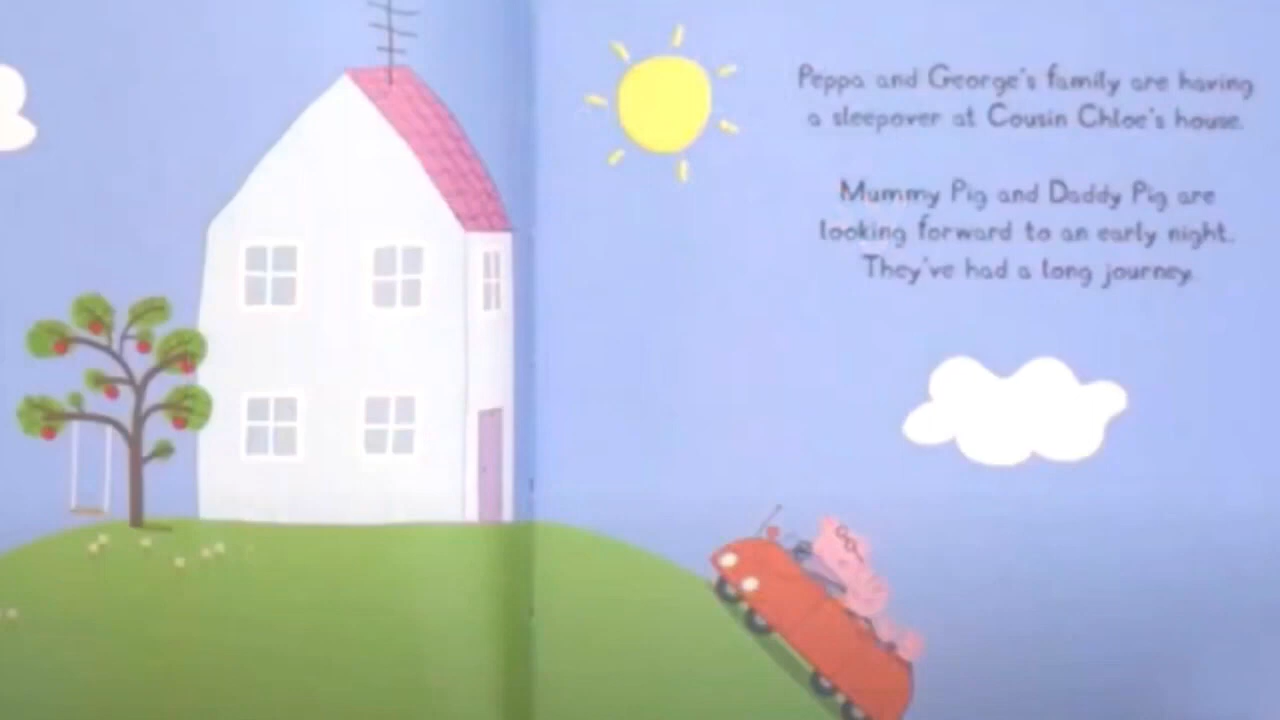 Peppa and George's family are having
a sleepover at Cousin Chloe's house.
Mummy Pig and Daddy Pig are
looking forward to an early night.
They've had a long journey.